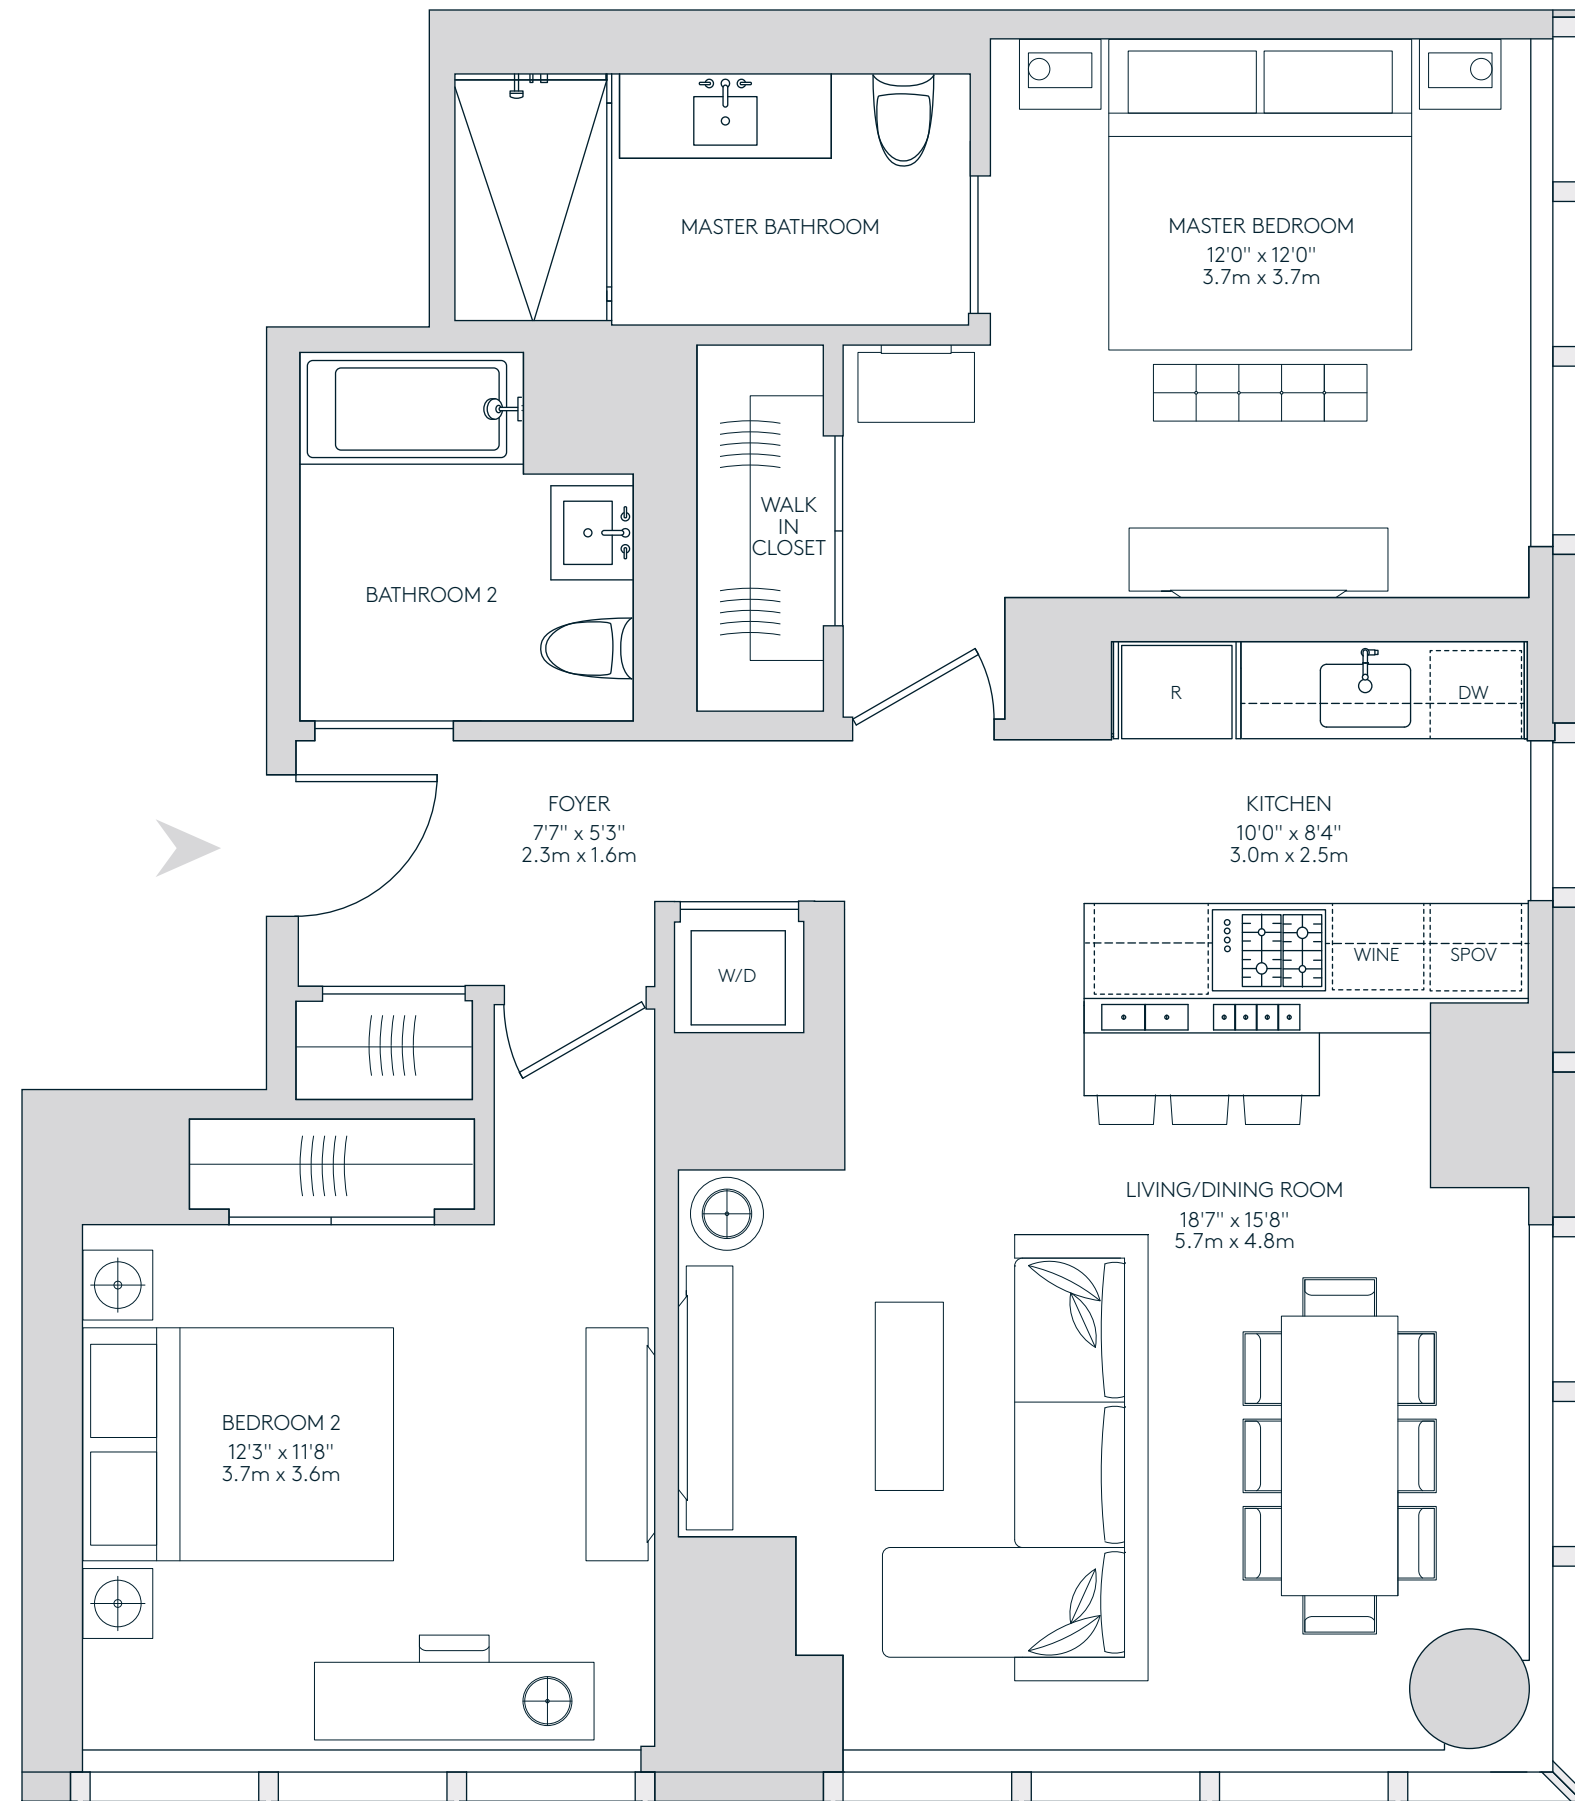 MASTER BATHROOM
MASTER BEDROOM
12'0" x 12'0"
3.7m x 3.7m
WALK
IN
CLOSET
BATHROOM 2
R
DW
FOYER
7'7" x 5'3"
2.3m x 1.6m
KITCHEN
10'0" x 8'4"
3.0m x 2.5m
W/D
WINE
SPOV
LIVING/DINING ROOM
18'7" x 15'8"
5.7m x 4.8m
BEDROOM 2
12'3" x 11'8"
3.7m x 3.6m